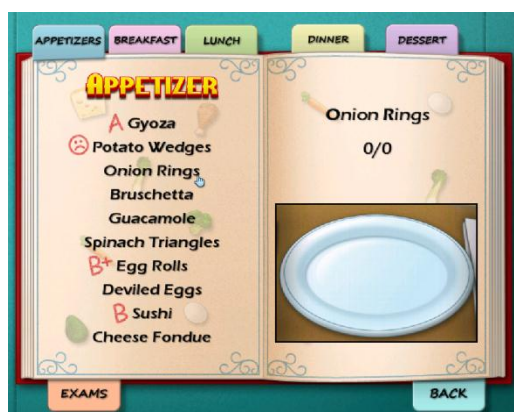 APPETIZERS BREAKFAST LUNCH DINNER DESSERT
APPETIZER
A Gyoza
Potato Wedges
Onion Rings
Bruschetta
Guacamole
Spinach Triangles
B+ Egg Rolls
Deviled Eggs
B Sushi
Cheese Fondue
Onion Rings
0/0
EXAMS
BACK